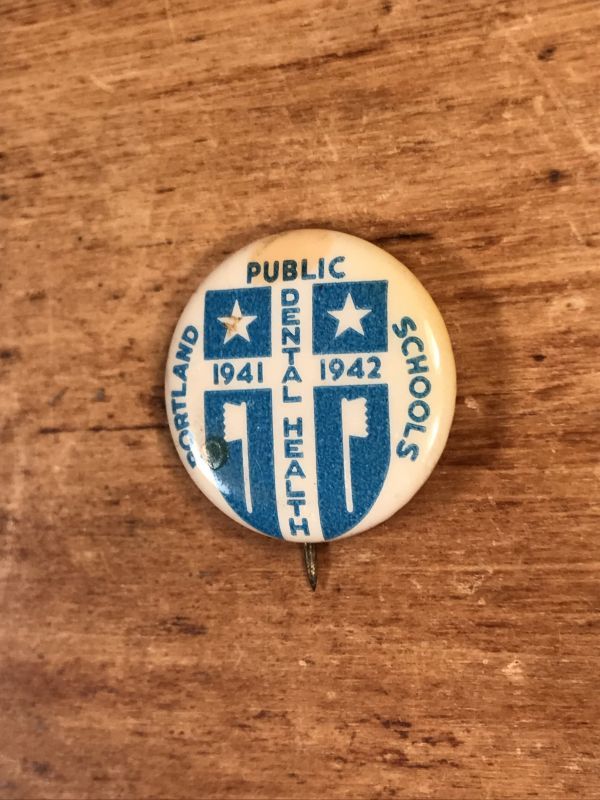 PORTLAND
PUBLIC
SCHOOLS
DENTAL HEALTH
1941
1942